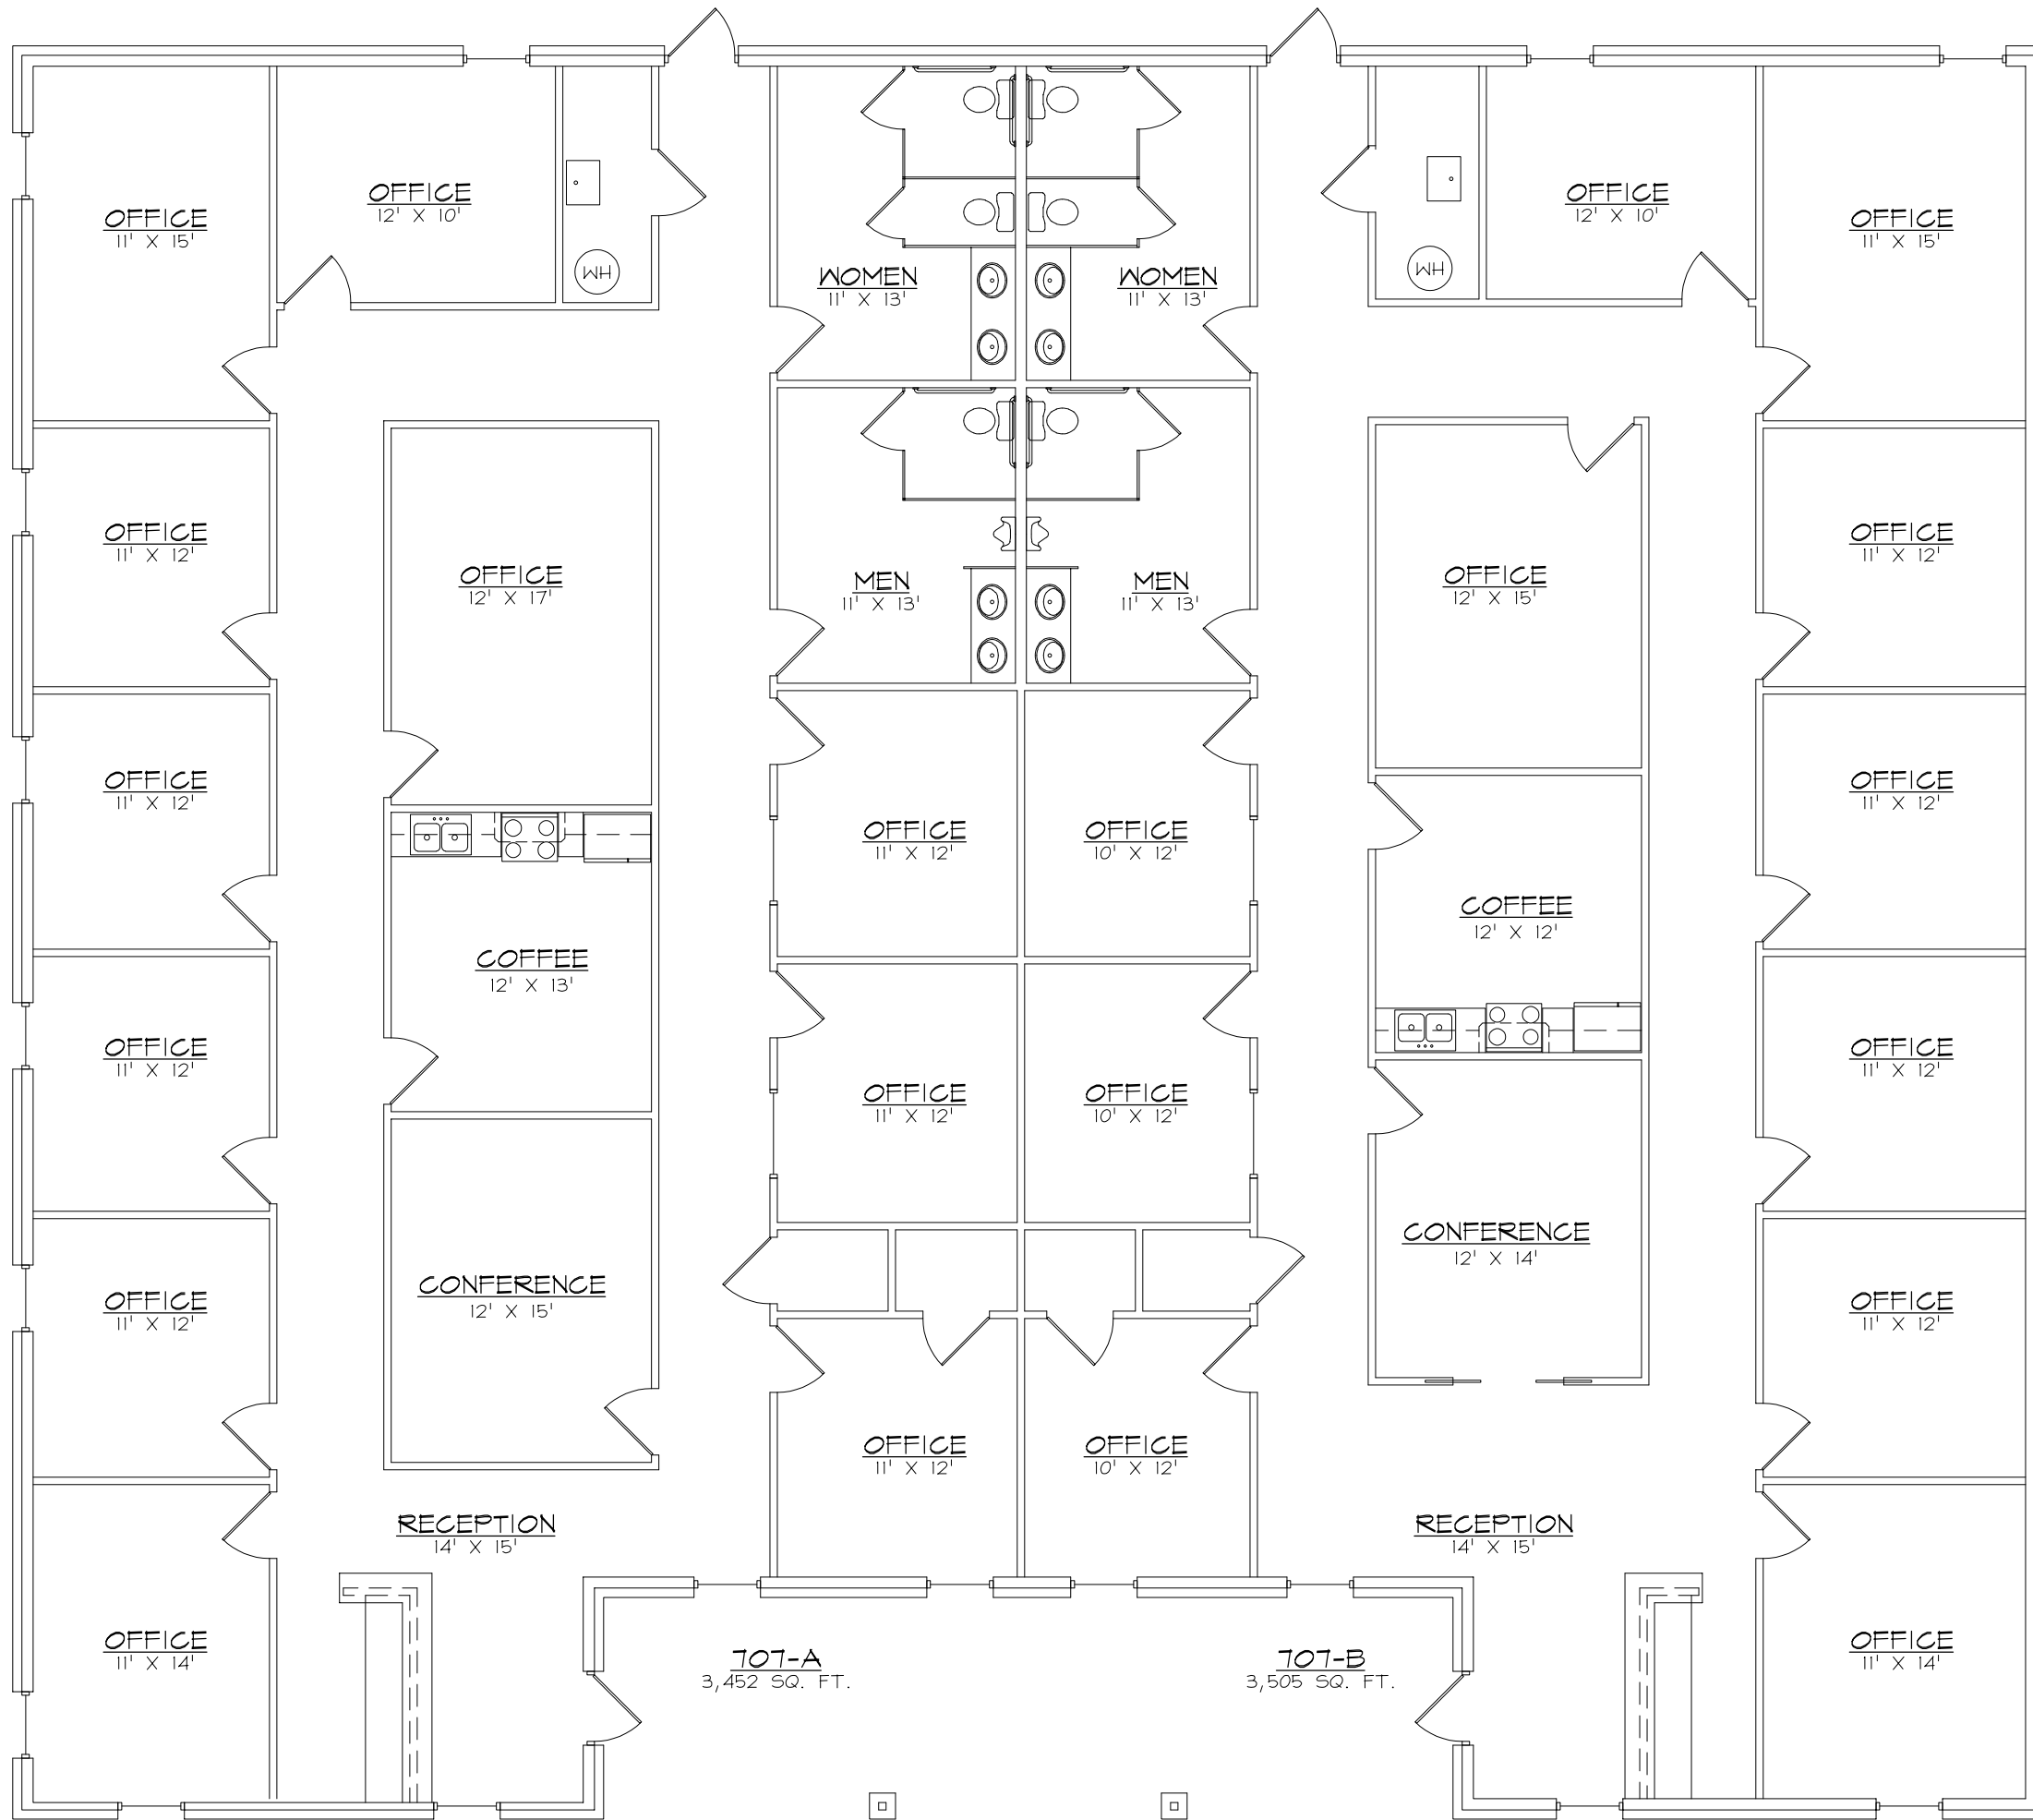 OFFICE
12' X 10'
OFFICE
12' X 10'
OFFICE
11' X 15'
OFFICE
11' X 15'
WH
WOMEN
11' X 13'
WOMEN
11' X 13'
WH
OFFICE
11' X 12'
OFFICE
11' X 12'
OFFICE
12' X 17'
MEN
11' X 13'
MEN
11' X 13'
OFFICE
12' X 15'
OFFICE
11' X 12'
OFFICE
11' X 12'
OFFICE
11' X 12'
OFFICE
10' X 12'
COFFEE
12' X 13'
COFFEE
12' X 12'
OFFICE
11' X 12'
OFFICE
11' X 12'
OFFICE
11' X 12'
OFFICE
10' X 12'
CONFERENCE
12' X 15'
CONFERENCE
12' X 14'
OFFICE
11' X 12'
OFFICE
11' X 12'
OFFICE
11' X 12'
OFFICE
10' X 12'
RECEPTION
14' X 15'
RECEPTION
14' X 15'
OFFICE
11' X 14'
707-A
3,452 SQ. FT.
707-B
3,505 SQ. FT.
OFFICE
11' X 14'